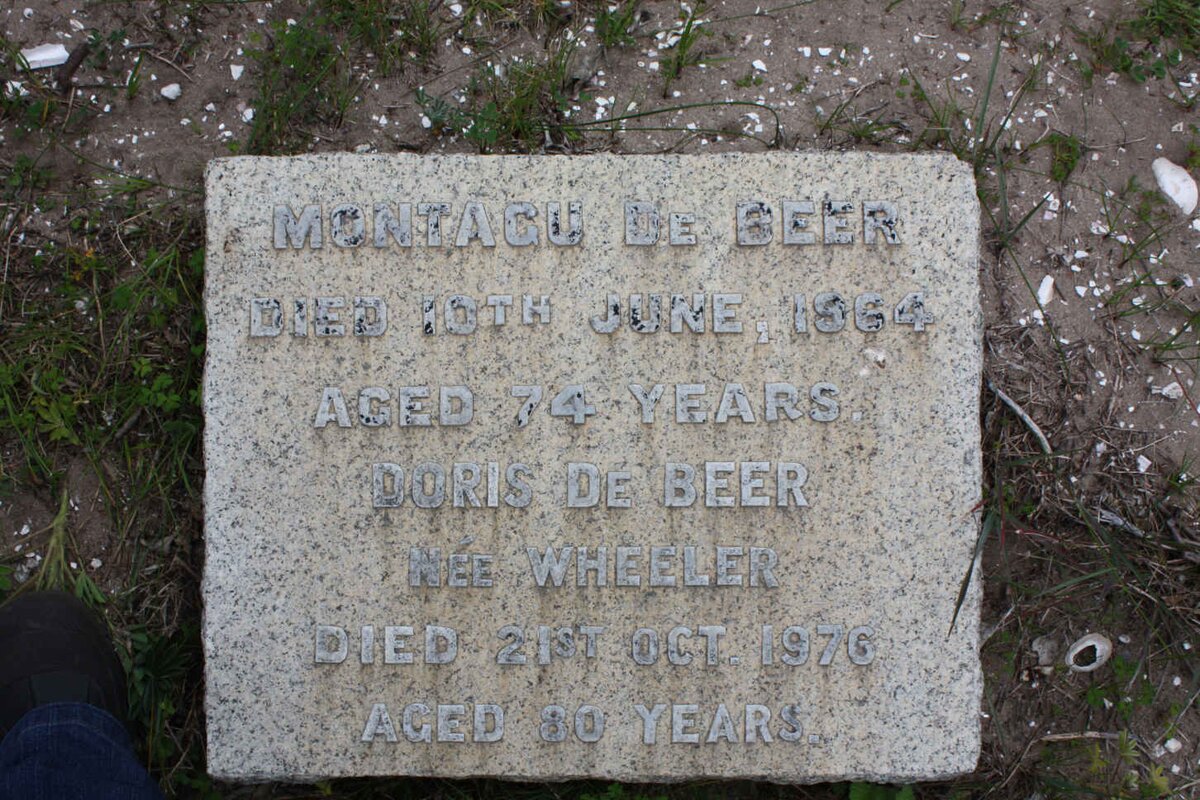 MONTAGU DE BEER
DIED 10TH JUNE, 1964
AGED 74 YEARS.
DORIS DE BEER
NÉE WHEELER
DIED 21ST OCT. 1976
AGED 80 YEARS.